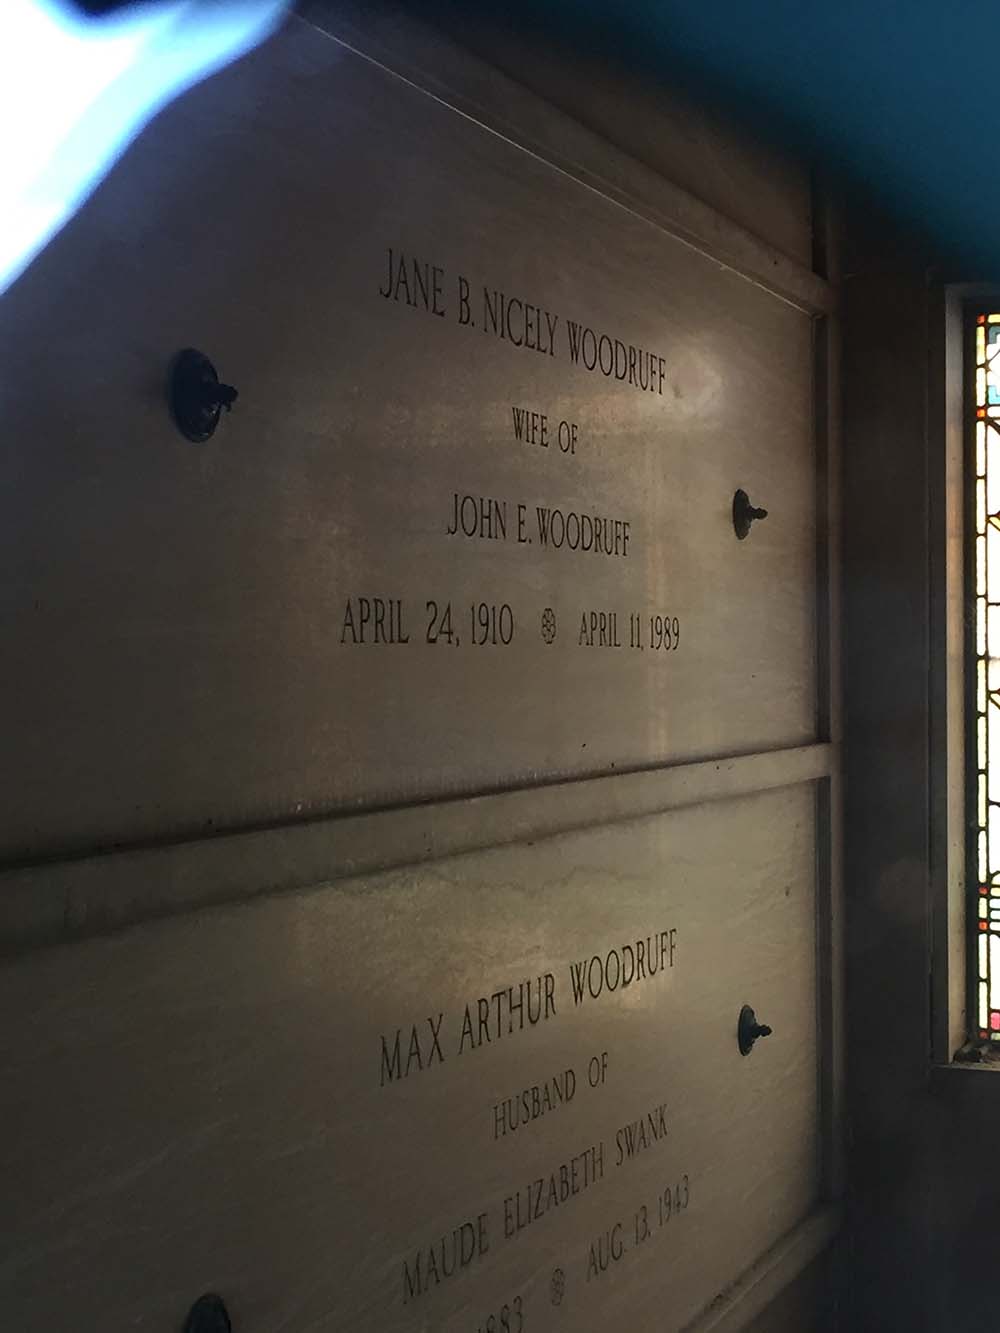 JANE B. NICELY WOODRUFF
WIFE OF
JOHN E. WOODRUFF
APRIL 24, 1910 APRIL 11, 1989
MAX ARTHUR WOODRUFF
HUSBAND OF
MAUDE ELIZABETH SWANK
1883 AUG. 13, 1943